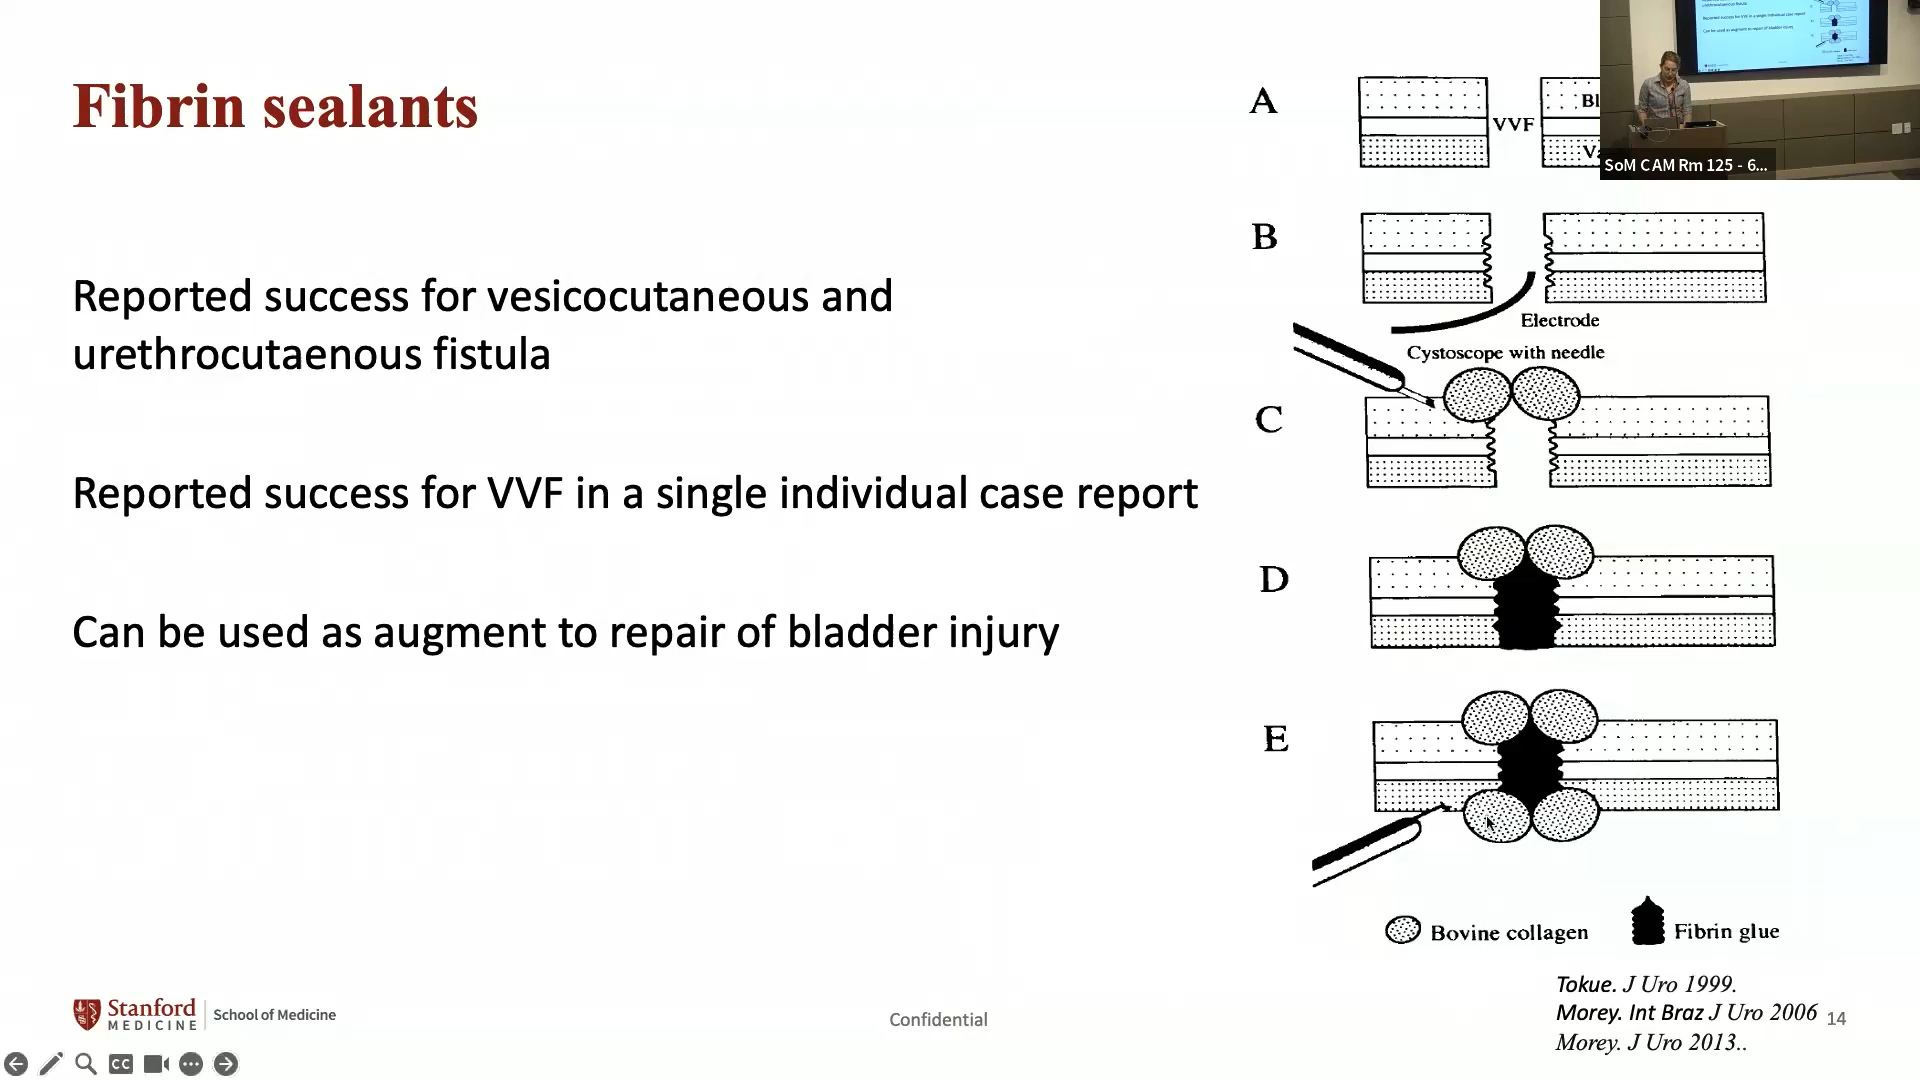 Fibrin sealants
Reported success for vesicocutaneous and
urethrocutaenous fistula
Reported success for VVF in a single individual case report
Can be used as augment to repair of bladder injury
A
VVF
B
Electrode
Cystoscope with needle
C
D
E
Bovine collagen
Fibrin glue
Tokue. J Uro 1999.
Morey. Int Braz J Uro 2006
Morey. J Uro 2013..
Stanford
MEDICINE
School of Medicine
Confidential
14
CC
SoM CAM Rm 125 - 6...